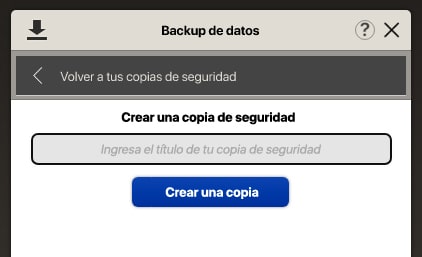 Backup de datos
?
Volver a tus copias de seguridad
Crear una copia de seguridad
Ingresa el título de tu copia de seguridad
Crear una copia